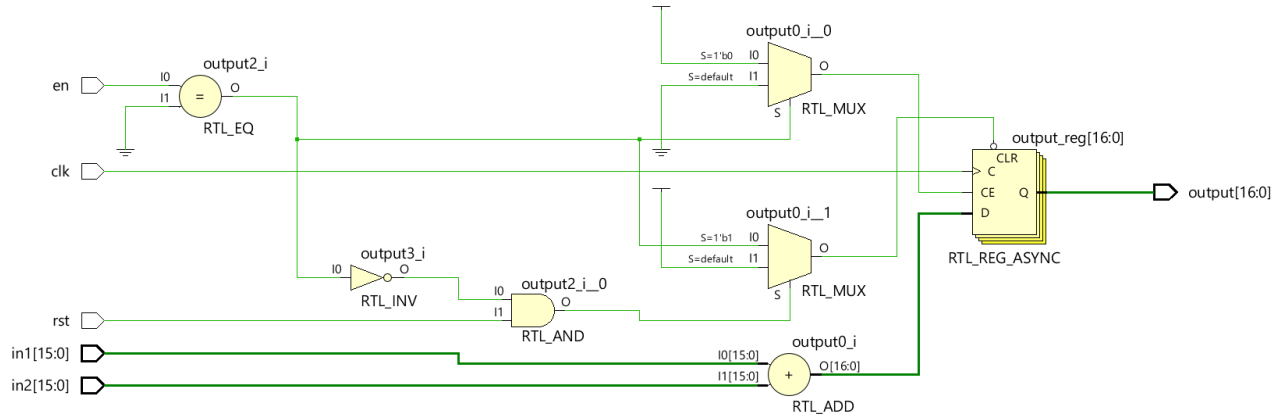 output0_i__0
S=1'b0
I0
O
S=default
I1
S
RTL_MUX
output2_i
en
I0
I1
=
O
RTL_EQ
clk
output_reg[16:0]
CLR
C
CE
Q
D
RTL_REG_ASYNC
output[16:0]
output0_i__1
S=1'b1
I0
O
S=default
I1
S
RTL_MUX
output3_i
I0
O
RTL_INV
output2_i__0
I0
O
I1
RTL_AND
rst
in1[15:0]
in2[15:0]
output0_i
I0[15:0]
I1[15:0]
+
O[16:0]
RTL_ADD